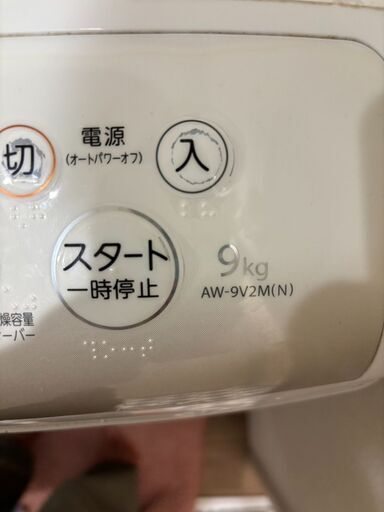 切
電源
(オートパワーオフ)
入
スタート
一時停止
9kg
AW-9V2M(N)
燥容量
ーバー